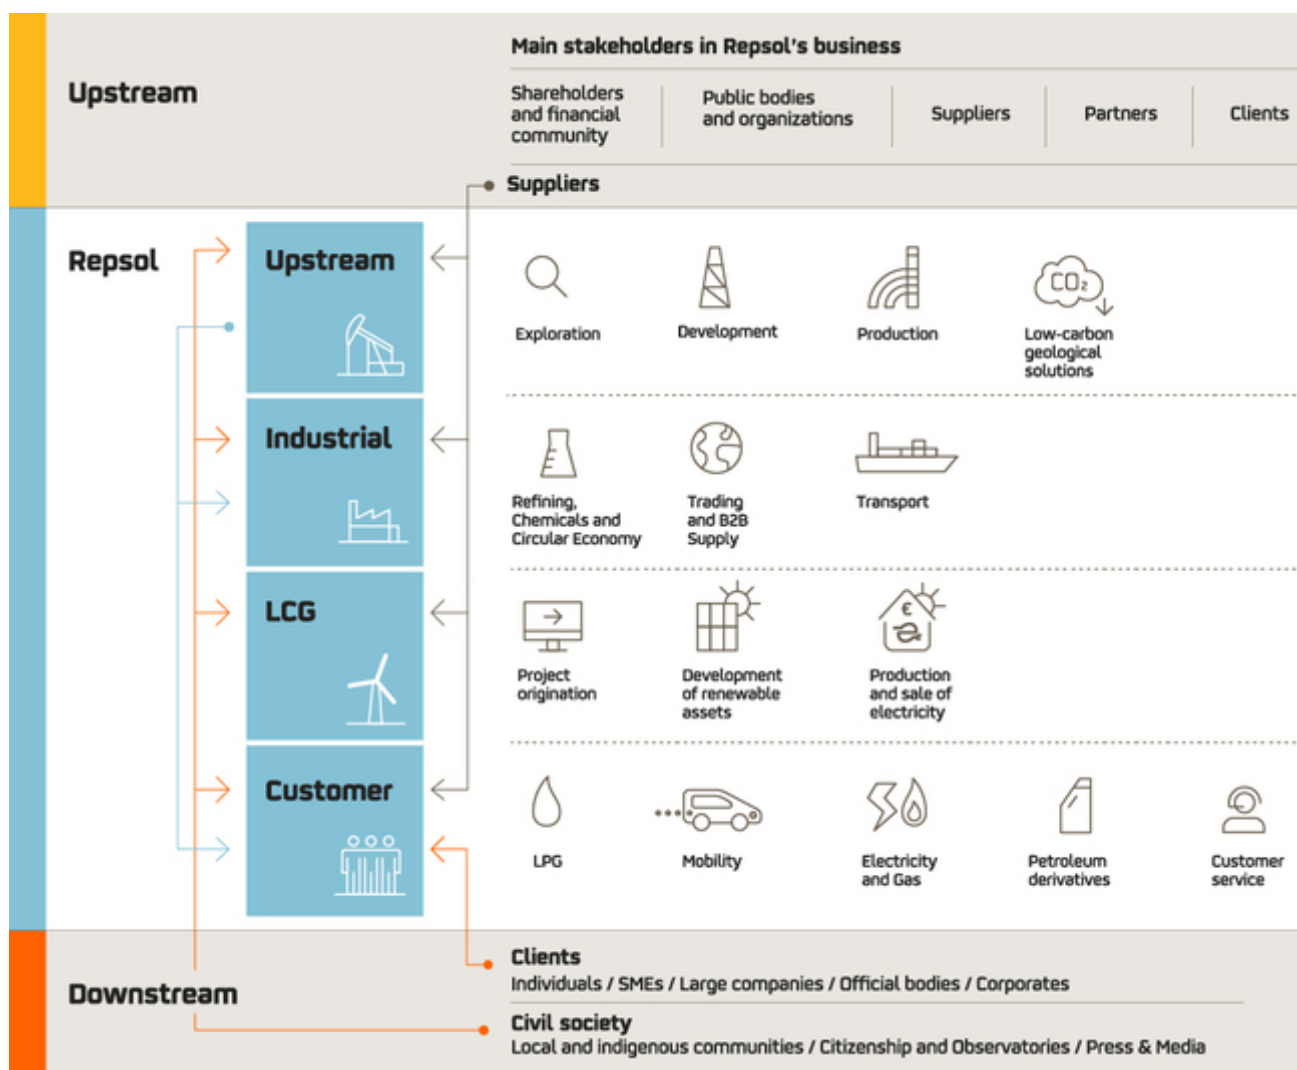 Main stakeholders in Repsol's business
Upstream
Shareholders
and financial
community
Public bodies
and organizations
Suppliers
Partners
Clients
Suppliers
Repsol
Upstream
Exploration
Development
Production
CO₂
Low-carbon
geological
solutions
Industrial
Refining,
Chemicals and
Circular Economy
Trading
and B2B
Supply
Transport
LCG
Project
origination
Development
of renewable
assets
€
Production
and sale of
electricity
Customer
LPG
Mobility
Electricity
and Gas
Petroleum
derivatives
Customer
service
Downstream
Clients
Individuals / SMEs / Large companies / Official bodies / Corporates
Civil society
Local and indigenous communities / Citizenship and Observatories / Press & Media